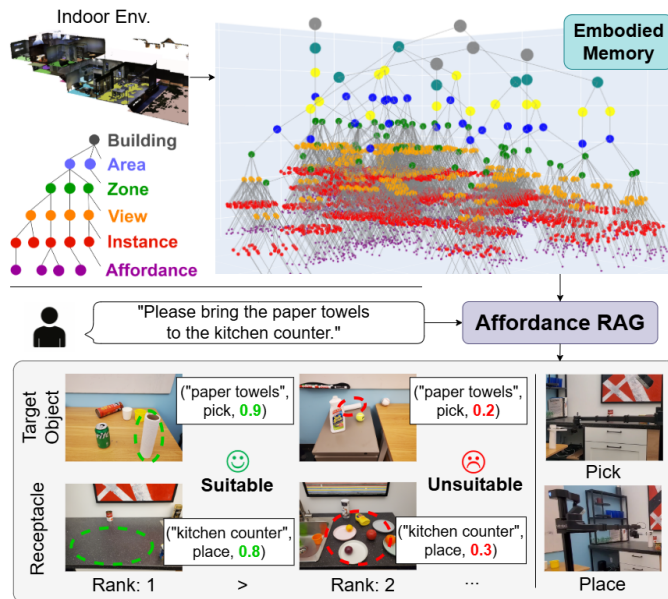 Indoor Env.
Embodied
Memory
Building
Area
Zone
View
Instance
Affordance
"Please bring the paper towels
to the kitchen counter."
Affordance RAG
Target
Object
("paper towels",
pick, 0.9)
Suitable
("paper towels",
pick, 0.2)
Unsuitable
Pick
Receptacle
("kitchen counter",
place, 0.8)
("kitchen counter",
place, 0.3)
Rank: 1
>
Rank: 2
...
Place